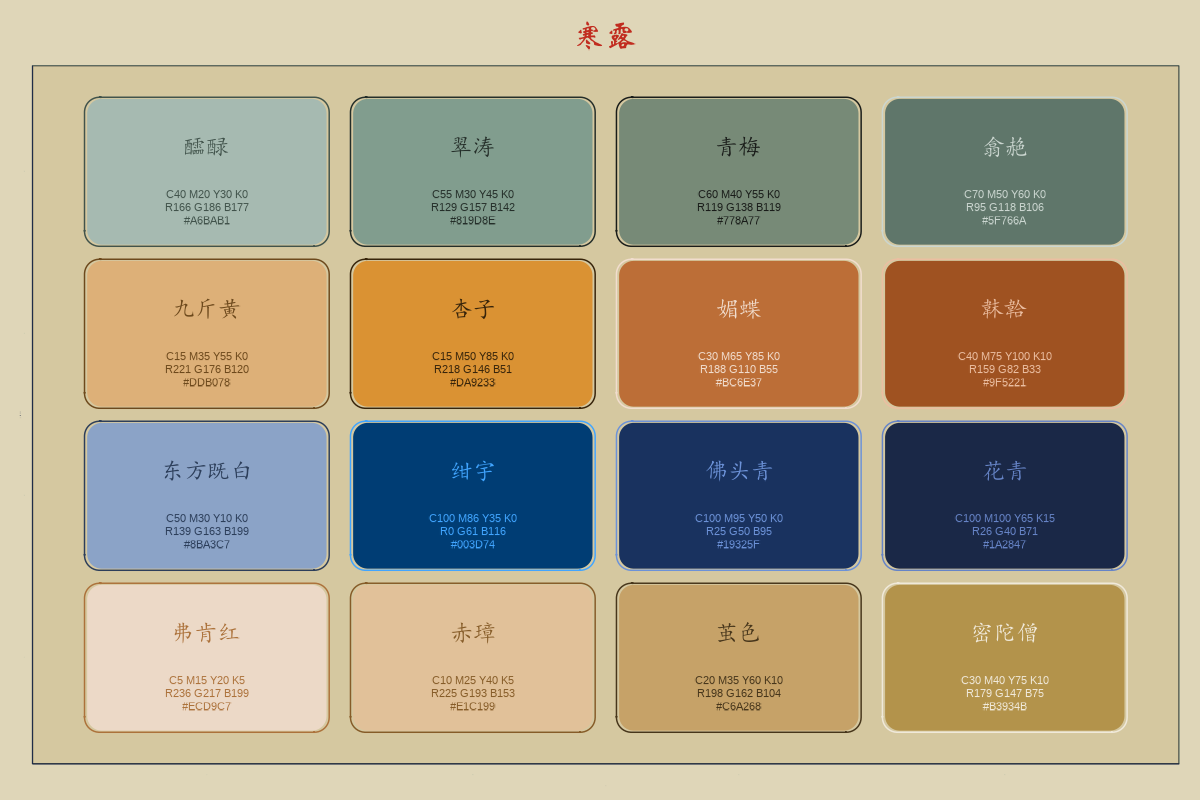 寒露
醽醁
C40 M20 Y30 K0
R166 G186 B177
#A6BAB1
翠涛
C55 M30 Y45 K0
R129 G157 B142
#819D8E
青梅
C60 M40 Y55 K0
R119 G138 B119
#778A77
翕赩
C70 M50 Y60 K0
R95 G118 B106
#5F766A
九斤黄
C15 M35 Y55 K0
R221 G176 B120
#DDB078
杏子
C15 M50 Y85 K0
R218 G146 B51
#DA9233
媚蝶
C30 M65 Y85 K0
R188 G110 B55
#BC6E37
韎韐
C40 M75 Y100 K10
R159 G82 B33
#9F5221
东方既白
C50 M30 Y10 K0
R139 G163 B199
#8BA3C7
绀宇
C100 M86 Y35 K0
R0 G61 B116
#003D74
佛头青
C100 M95 Y50 K0
R25 G50 B95
#19325F
花青
C100 M100 Y65 K15
R26 G40 B71
#1A2847
弗肯红
C5 M15 Y20 K5
R236 G217 B199
#ECD9C7
赤璋
C10 M25 Y40 K5
R225 G193 B153
#E1C199
茧色
C20 M35 Y60 K10
R198 G162 B104
#C6A268
密陀僧
C30 M40 Y75 K10
R179 G147 B75
#B3934B